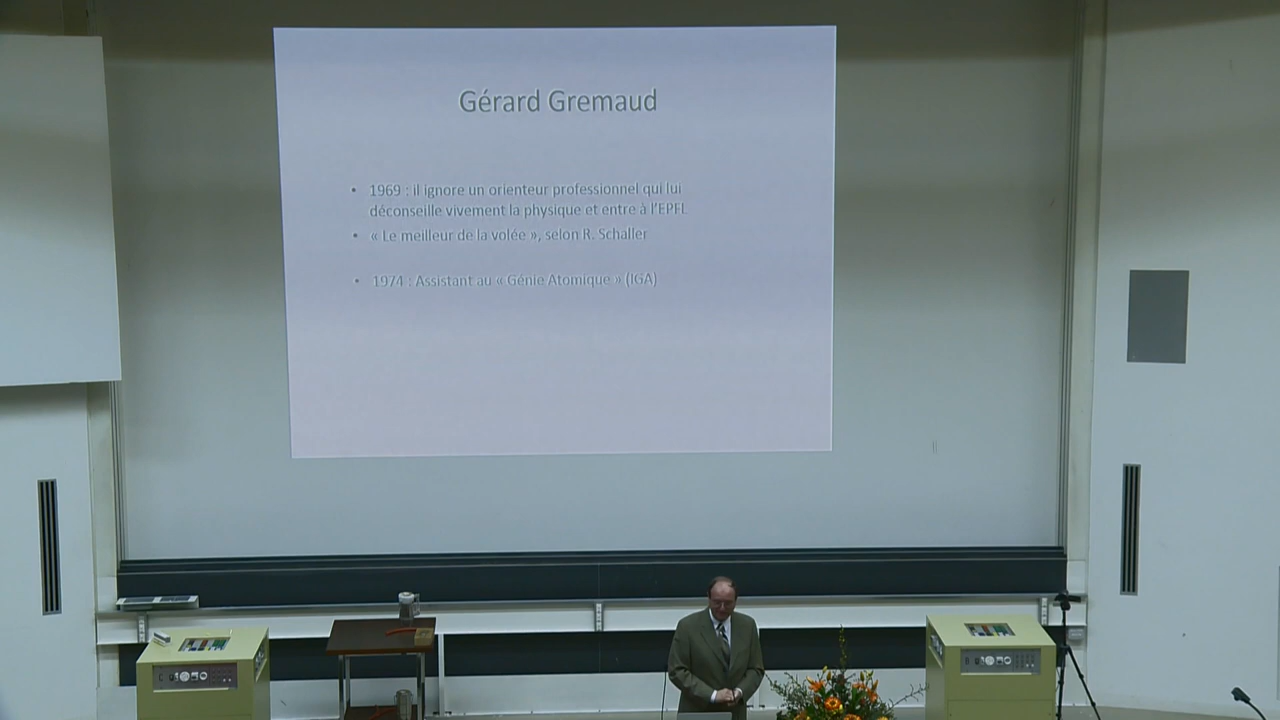 Gérard Gremaud
• 1969 : il ignore un orienteur professionnel qui lui
déconseille vivement la physique et entre à l'EPFL
• « Le meilleur de la volée », selon R. Schaller
• 1974 : Assistant au « Génie Atomique » (IGA)